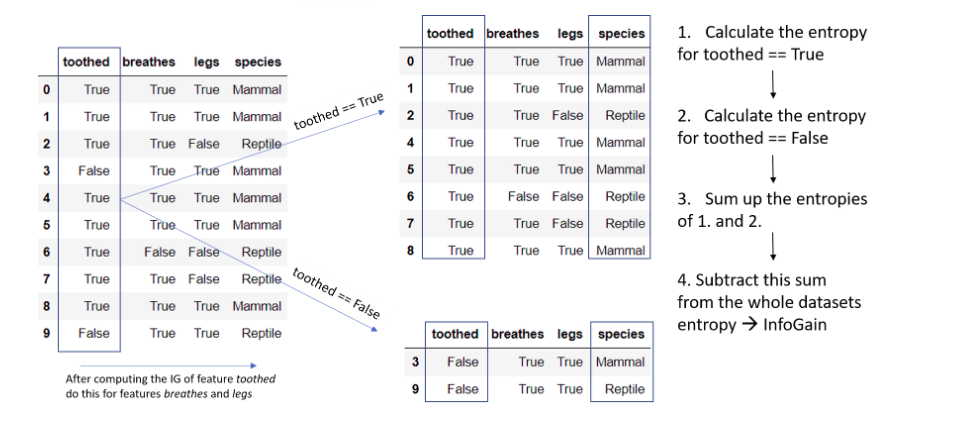 toothed breathes legs species
0 True True True Mammal
1 True True True Mammal
2 True True False Reptile
3 False True True Mammal
4 True True True Mammal
5 True True True Mammal
6 True False False Reptile
7 True True False Reptile
8 True True True Mammal
9 False True True Reptile
After computing the IG of feature toothed
do this for features breathes and legs
toothed == True
toothed == False
toothed breathes legs species
0 True True True Mammal
1 True True True Mammal
2 True True False Reptile
4 True True True Mammal
5 True True True Mammal
6 True False False Reptile
7 True True False Reptile
8 True True True Mammal
toothed breathes legs species
3 False True True Mammal
9 False True True Reptile
1. Calculate the entropy
for toothed == True
2. Calculate the entropy
for toothed == False
3. Sum up the entropies
of 1. and 2.
4. Subtract this sum
from the whole datasets
entropy → InfoGain